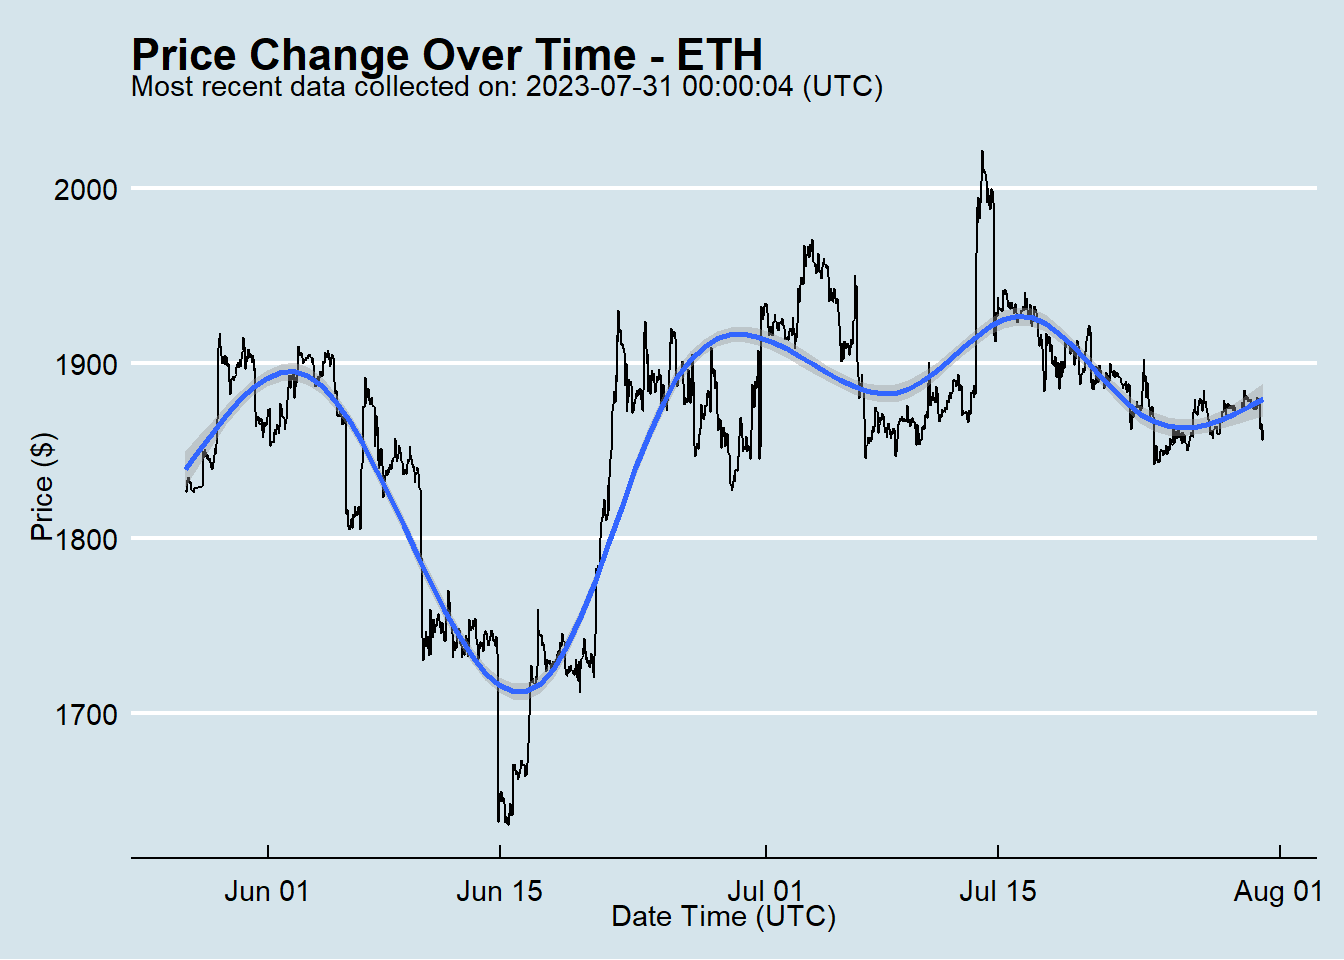 Price Change Over Time - ETH
Most recent data collected on: 2023-07-31 00:00:04 (UTC)
Price ($)
2000
1900
1800
1700
Jun 01
Jun 15
Jul 01
Jul 15
Aug 01
Date Time (UTC)